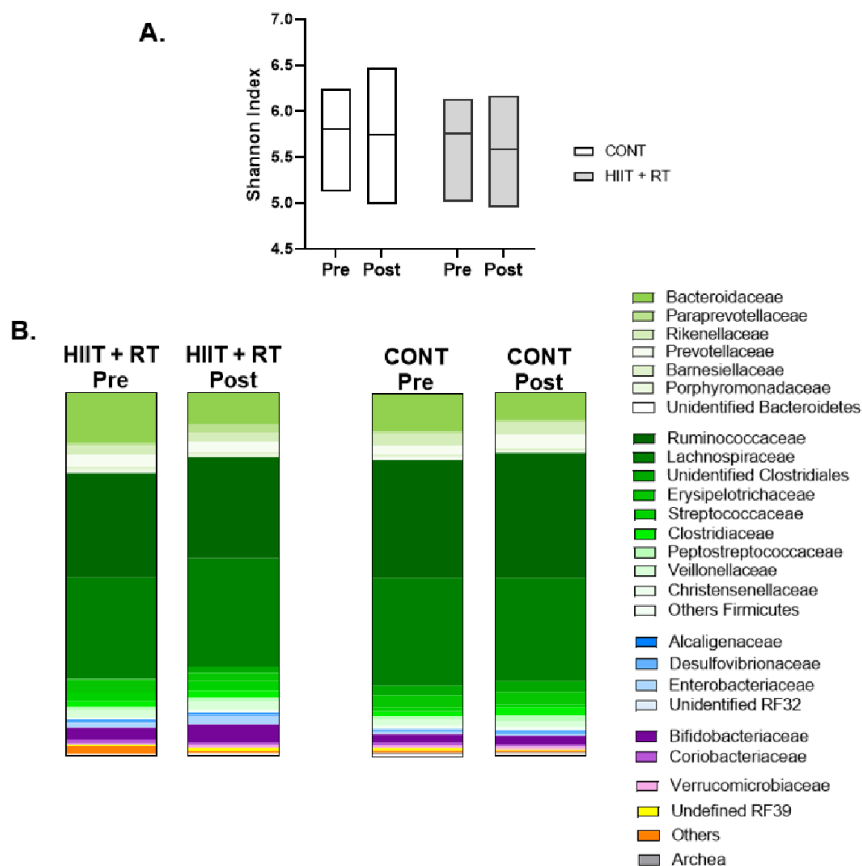 A.
7.0
6.5
6.0
5.5
5.0
4.5
Shannon Index
Pre Post Pre Post
CONT
HIIT + RT
B.
HIIT + RT
Pre
HIIT + RT
Post
CONT
Pre
CONT
Post
Bacteroidaceae
Paraprevotellaceae
Rikenellaceae
Prevotellaceae
Barnesiellaceae
Porphyromonadaceae
Unidentified Bacteroidetes
Ruminococcaceae
Lachnospiraceae
Unidentified Clostridiales
Erysipelotrichaceae
Streptococcaceae
Clostridiaceae
Peptostreptococcaceae
Veillonellaceae
Christensenellaceae
Others Firmicutes
Alcaligenaceae
Desulfovibrionaceae
Enterobacteriaceae
Unidentified RF32
Bifidobacteriaceae
Coriobacteriaceae
Verrucomicrobiaceae
Undefined RF39
Others
Archea